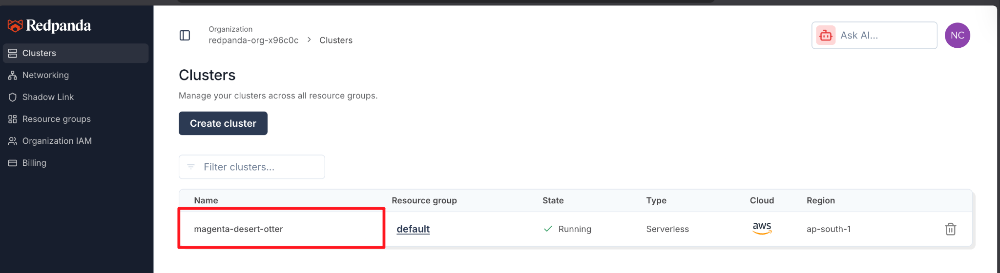 Redpanda
Clusters
Networking
Shadow Link
Resource groups
Organization IAM
Billing
Organization
redpanda-org-x96c0c > Clusters
Ask AI...
NC
Clusters
Manage your clusters across all resource groups.
Create cluster
Filter clusters...
Name Resource group State Type Cloud Region
magenta-desert-otter default Running Serverless aws ap-south-1